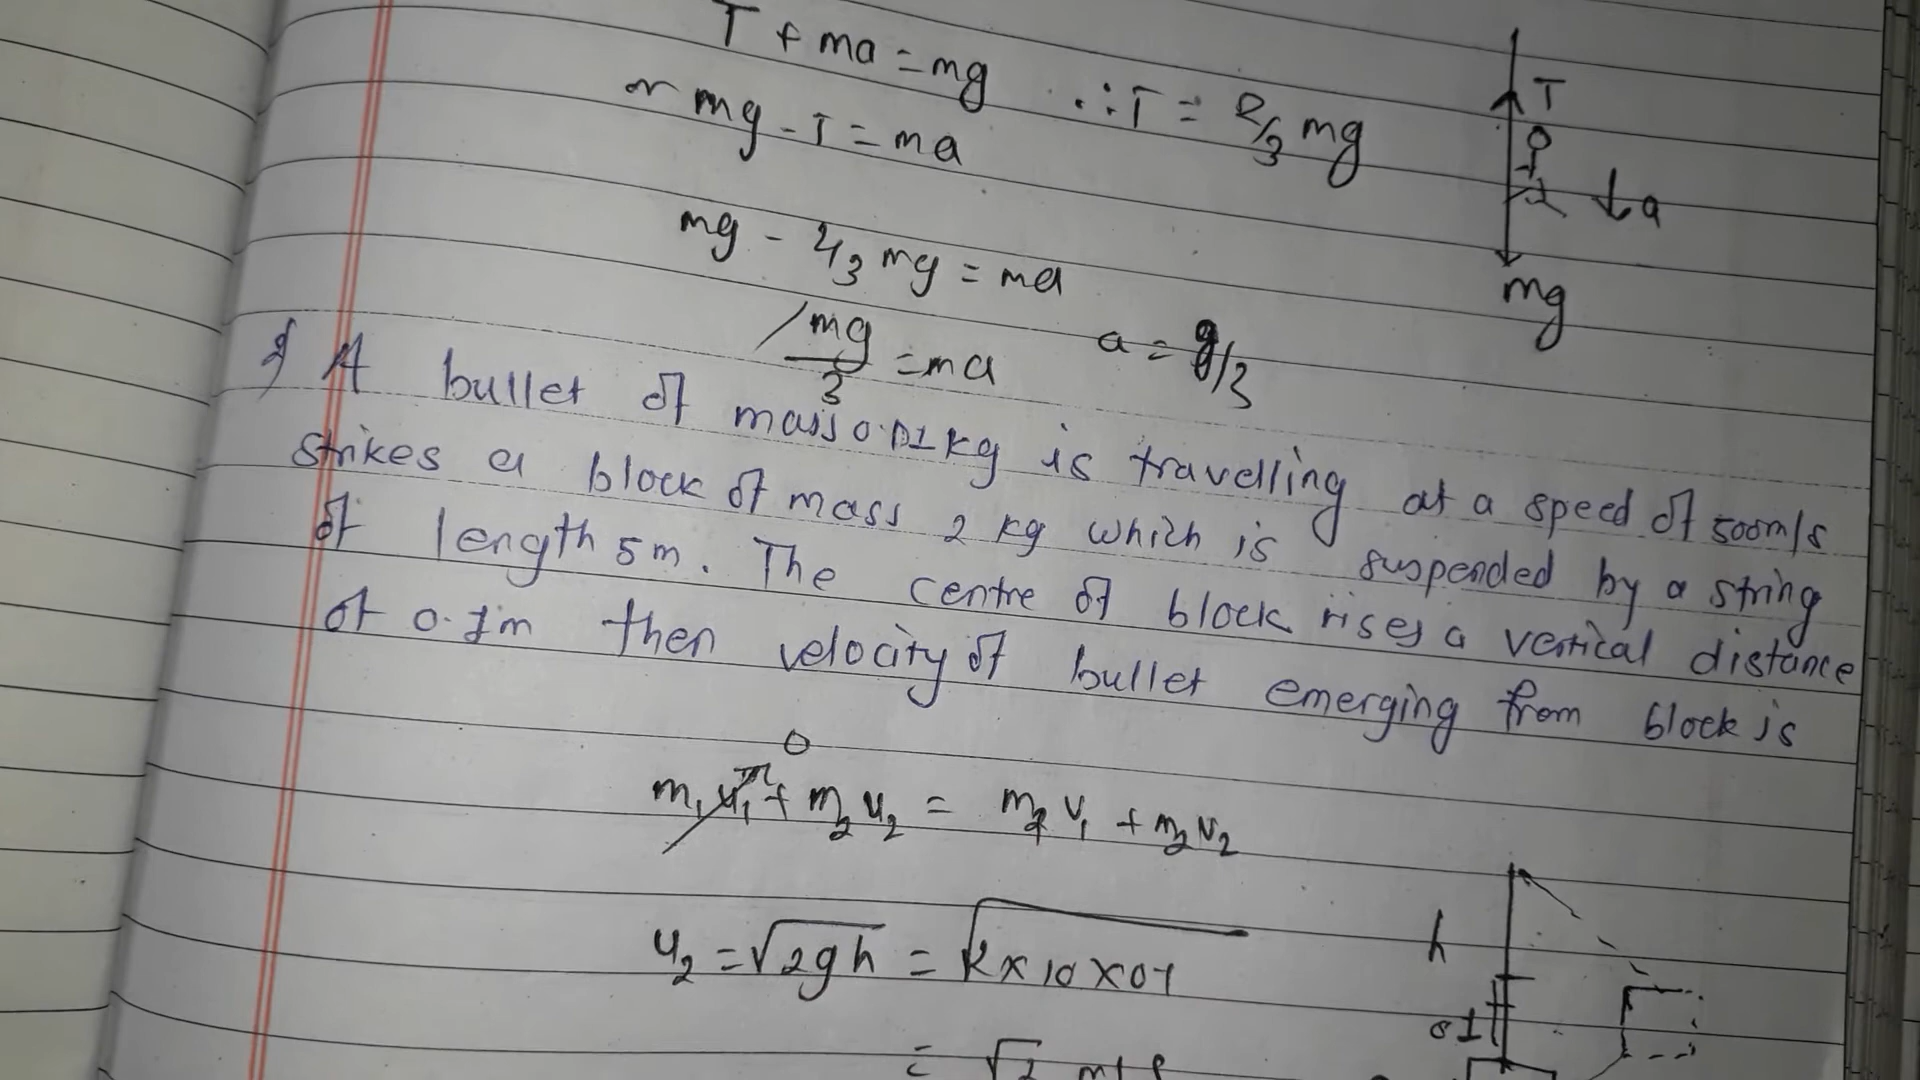 T + ma = mg ∴ T = 2/3 mg
or mg - T = ma
T
a
mg - 2/3 mg = ma
mg
mg/3 = ma a = g/3
A bullet of mass 0.01 kg is travelling at a speed of 500m/s
strikes a block of mass 2 kg which is suspended by a string
of length 5m. The centre of block rises a vertical distance
of 0.1m then velocity of bullet emerging from block is
0
m₁u₁ + m₂u₂ = m₁v₁ + m₂v₂
u₂ = √2gh = √2×10×01
h
01
= √2 m/s